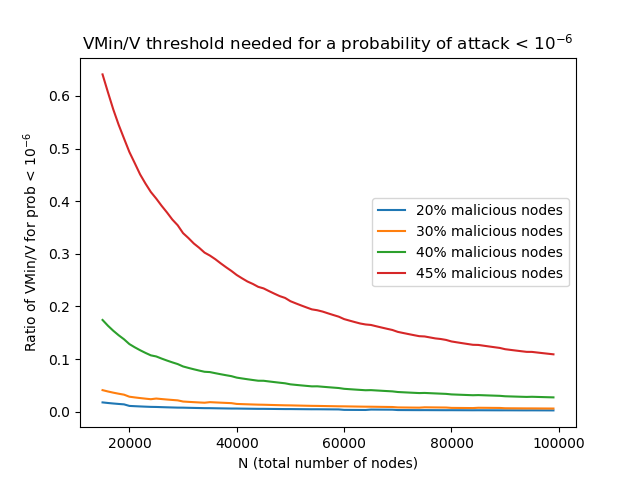 VMin/V threshold needed for a probability of attack < 10⁻⁶
Ratio of VMin/V for prob < 10⁻⁶
0.6
0.5
0.4
0.3
0.2
0.1
0.0
20% malicious nodes
30% malicious nodes
40% malicious nodes
45% malicious nodes
20000 40000 60000 80000 100000
N (total number of nodes)